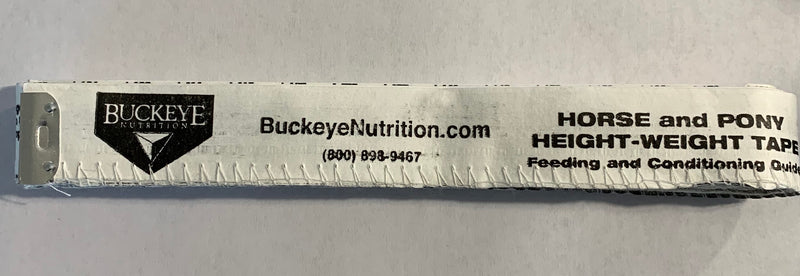 BUCKEYE
NUTRITION
BuckeyeNutrition.com
(800) 898-9467
HORSE and PONY
HEIGHT-WEIGHT TAPE
Feeding and Conditioning Guide